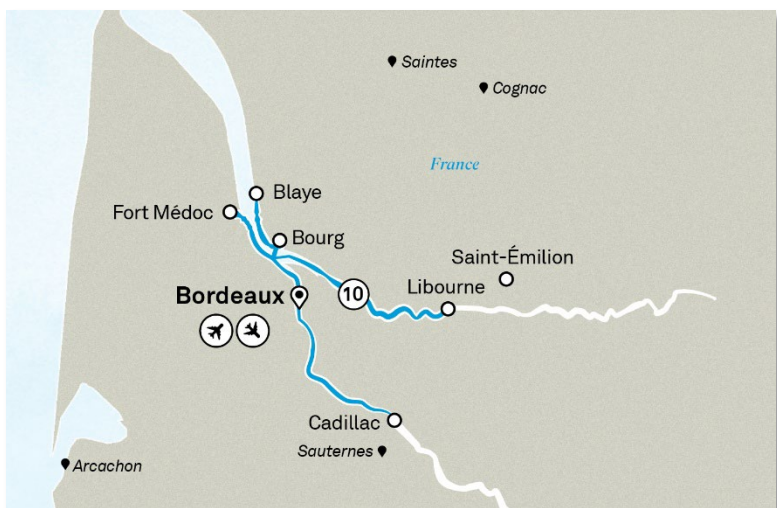 Saintes
Cognac
France
Blaye
Fort Médoc
Bourg
Saint-Émilion
Libourne
Bordeaux
10
Cadillac
Sauternes
Arcachon